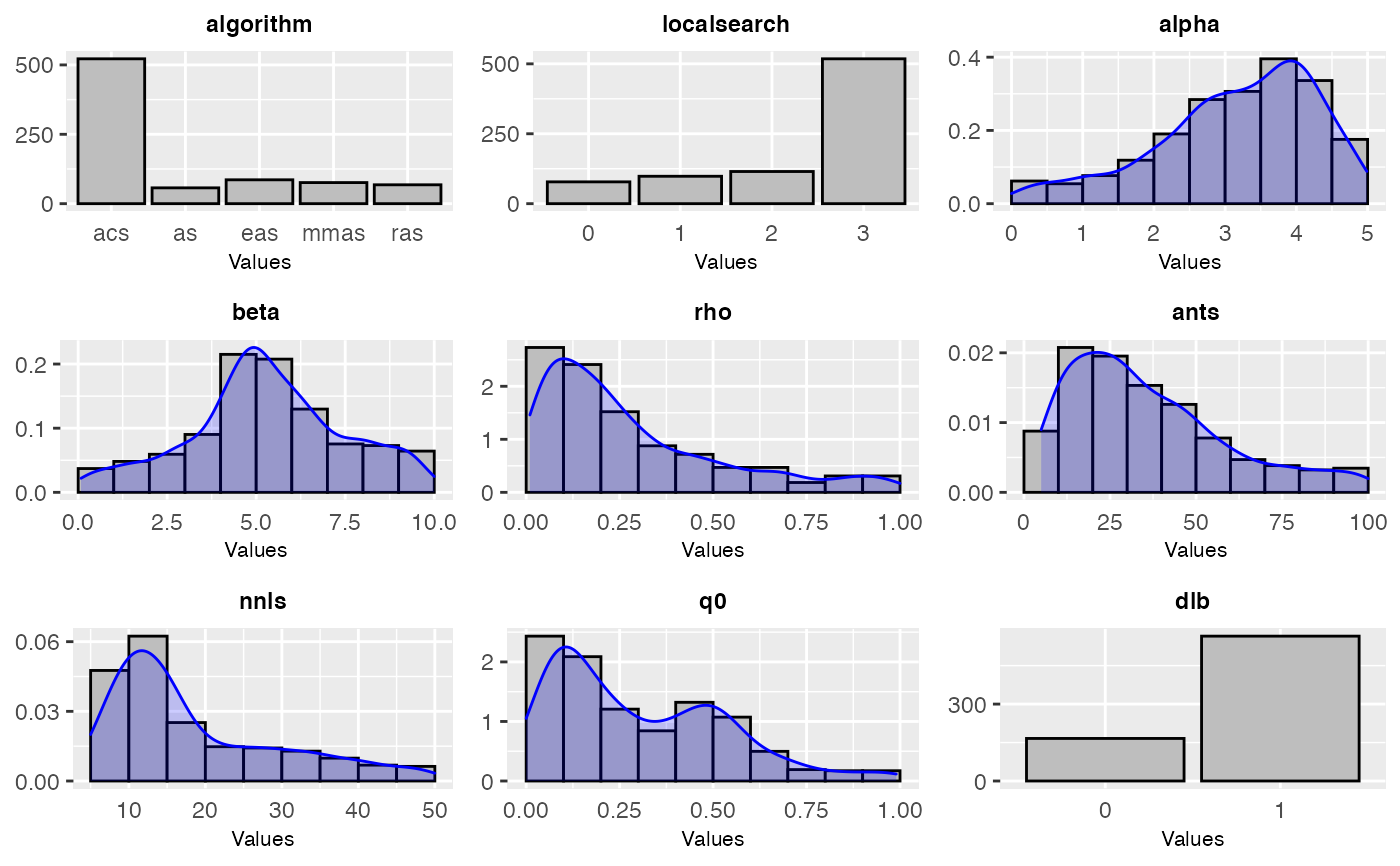 algorithm
500
250
0
acs as eas mmas ras
Values
localsearch
500
250
0
0 1 2 3
Values
alpha
0.4
0.2
0.0
0 1 2 3 4 5
Values
beta
0.2
0.1
0.0
0.0 2.5 5.0 7.5 10.0
Values
rho
2
1
0
0.00 0.25 0.50 0.75 1.00
Values
ants
0.02
0.01
0.00
0 25 50 75 100
Values
nnls
0.06
0.03
0.00
10 20 30 40 50
Values
q0
2
1
0
0.00 0.25 0.50 0.75 1.00
Values
dlb
300
0
0 1
Values